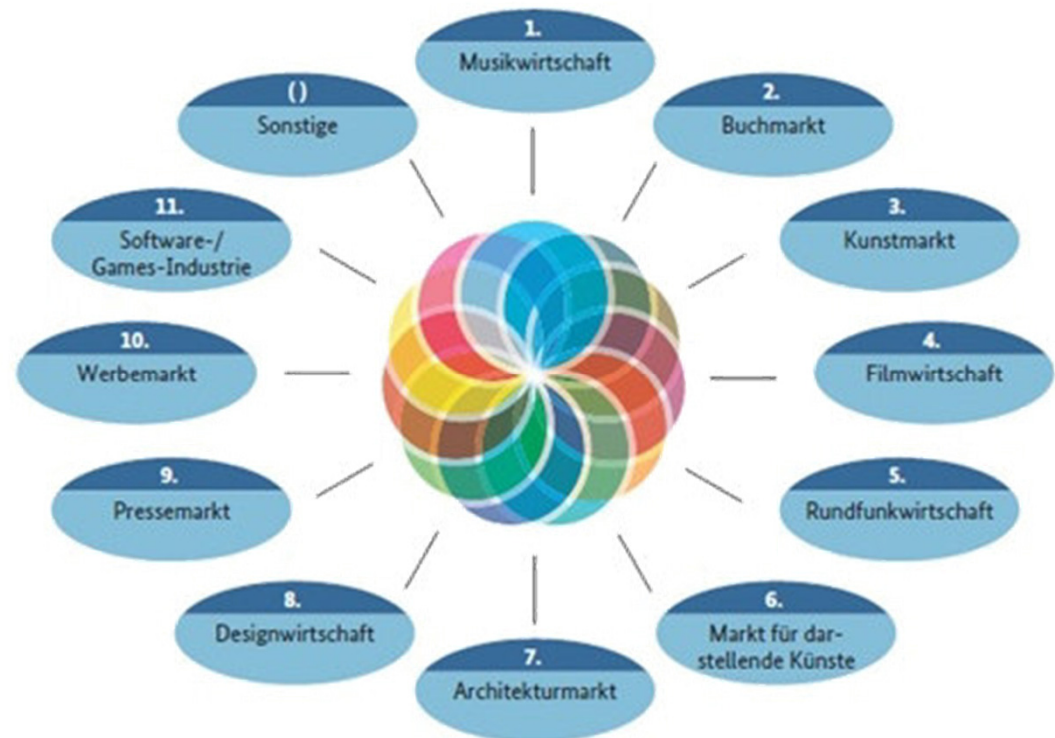 1.
Musikwirtschaft
2.
Buchmarkt
3.
Kunstmarkt
4.
Filmwirtschaft
5.
Rundfunkwirtschaft
6.
Markt für dar-
stellende Künste
7.
Architekturmarkt
8.
Designwirtschaft
9.
Pressemarkt
10.
Werbemarkt
11.
Software-/
Games-Industrie
( )
Sonstige